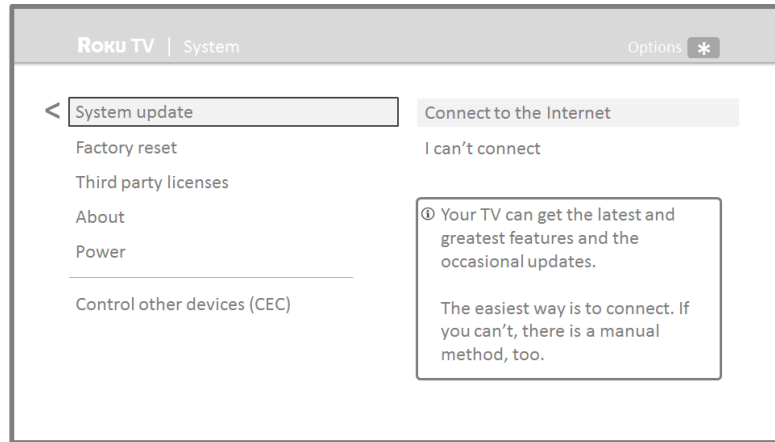 ROKU TV | System
Options *
< System update
Factory reset
Third party licenses
About
Power
Control other devices (CEC)
Connect to the Internet
I can’t connect
Your TV can get the latest and
greatest features and the
occasional updates.
The easiest way is to connect. If
you can’t, there is a manual
method, too.